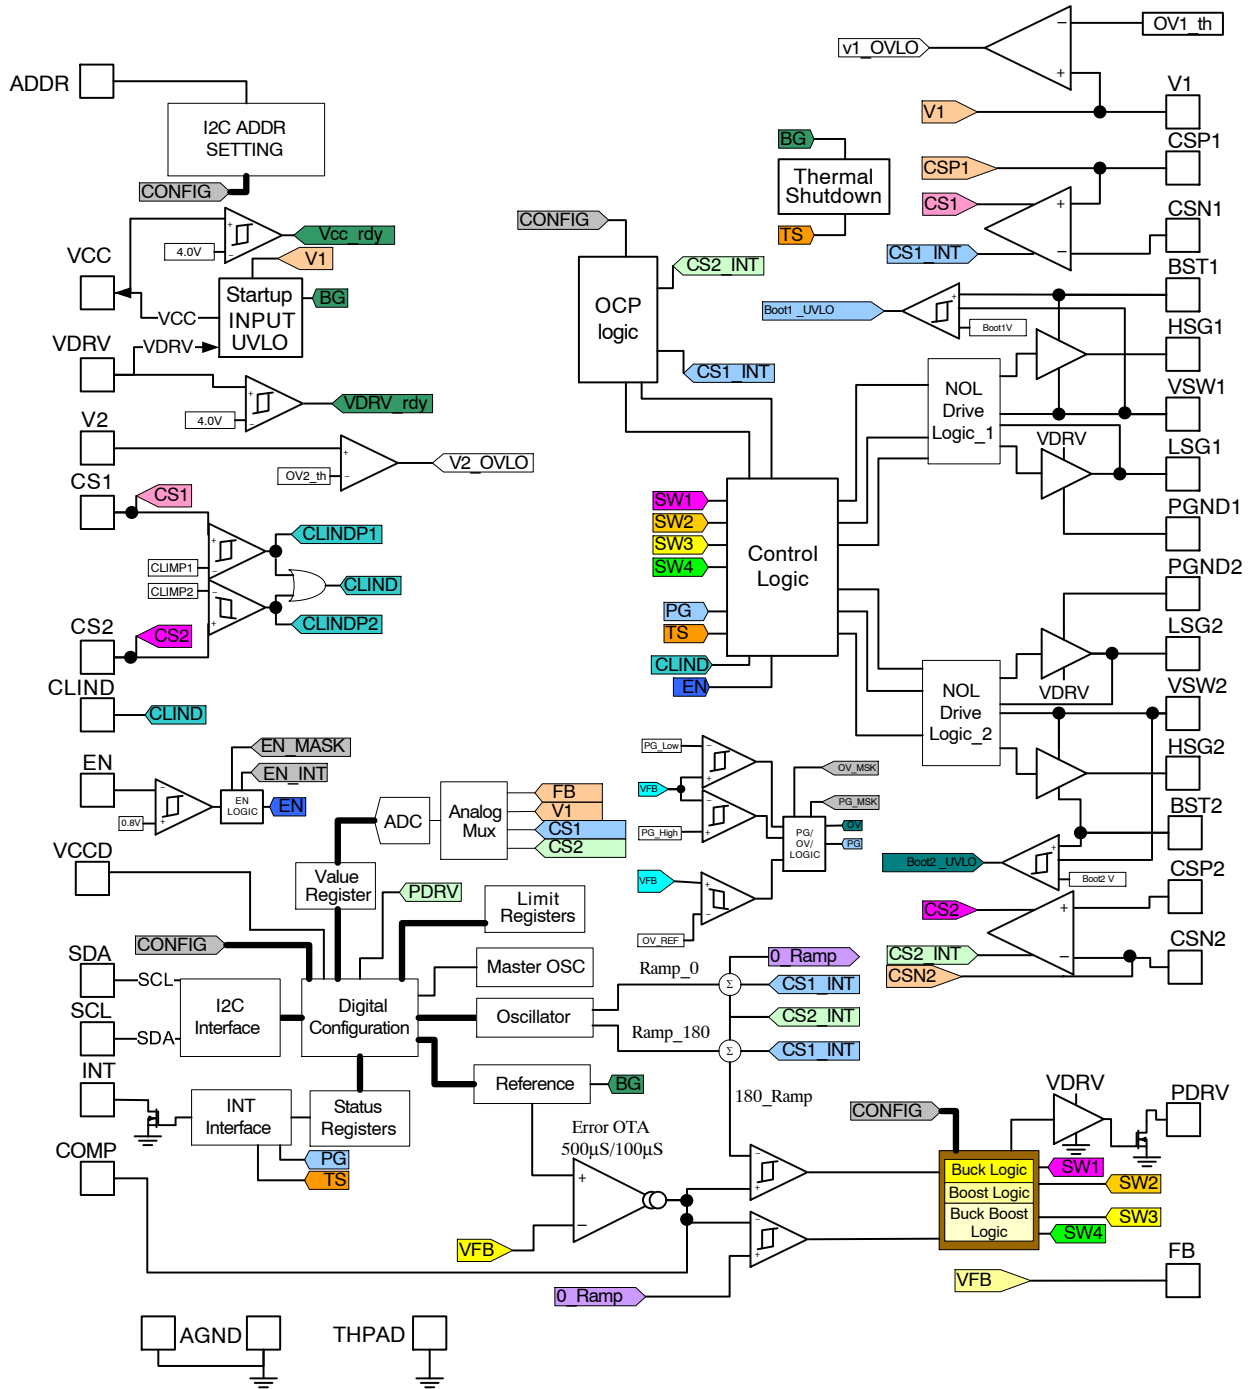 OV1_th
v1_OVLO
ADDR
V1
V1
I2C ADDR
SETTING
BG
CSP1
CSP1
Thermal
Shutdown
CONFIG
CS1
CSN1
CONFIG
TS
CS1_INT
Vcc_rdy
4.0V
VCC
V1
CS2_INT
BST1
Startup
INPUT
UVLO
BG
OCP
logic
Boot1 _UVLO
Boot1V
VCC
HSG1
VDRV
VDRV
CS1_INT
NOL
Drive
Logic_1
VSW1
VDRV_rdy
4.0V
V2
VDRV
LSG1
V2_OVLO
OV2_th
CS1
CS1
PGND1
SW1
SW2
SW3
SW4
Control
Logic
CLINDP1
CLIMP1
CLIMP2
CLIND
CLINDP2
PGND2
PG
TS
CS2
CS2
CLIND
EN
LSG2
CLIND
CLIND
NOL
Drive
Logic_2
VDRV
VSW2
EN_MASK
EN_INT
PG_Low
HSG2
EN
EN
LOGIC
EN
0.8V
VFB
OV_MSK
PG_MSK
FB
V1
CS1
CS2
ADC
Analog
Mux
PG_High
PG/
OV/
LOGIC
OV
PG
BST2
VCCD
Value
Register
PDRV
VFB
Boot2 _UVLO
Boot2 V
CSP2
Limit
Registers
CS2
CONFIG
OV_REF
CSN2
SDA
SCL
Master OSC
Ramp_0
0_Ramp
CS2_INT
CSN2
CS1_INT
Σ
I2C
Interface
Digital
Configuration
Oscillator
CS2_INT
SCL
SDA
Ramp_180
Σ
CS1_INT
INT
Reference
BG
180_Ramp
VDRV
PDRV
INT
Interface
Status
Registers
CONFIG
Error OTA
500µS/100µS
COMP
PG
TS
Buck Logic
Boost Logic
Buck Boost
Logic
SW1
SW2
SW3
SW4
VFB
FB
VFB
0_Ramp
AGND
THPAD